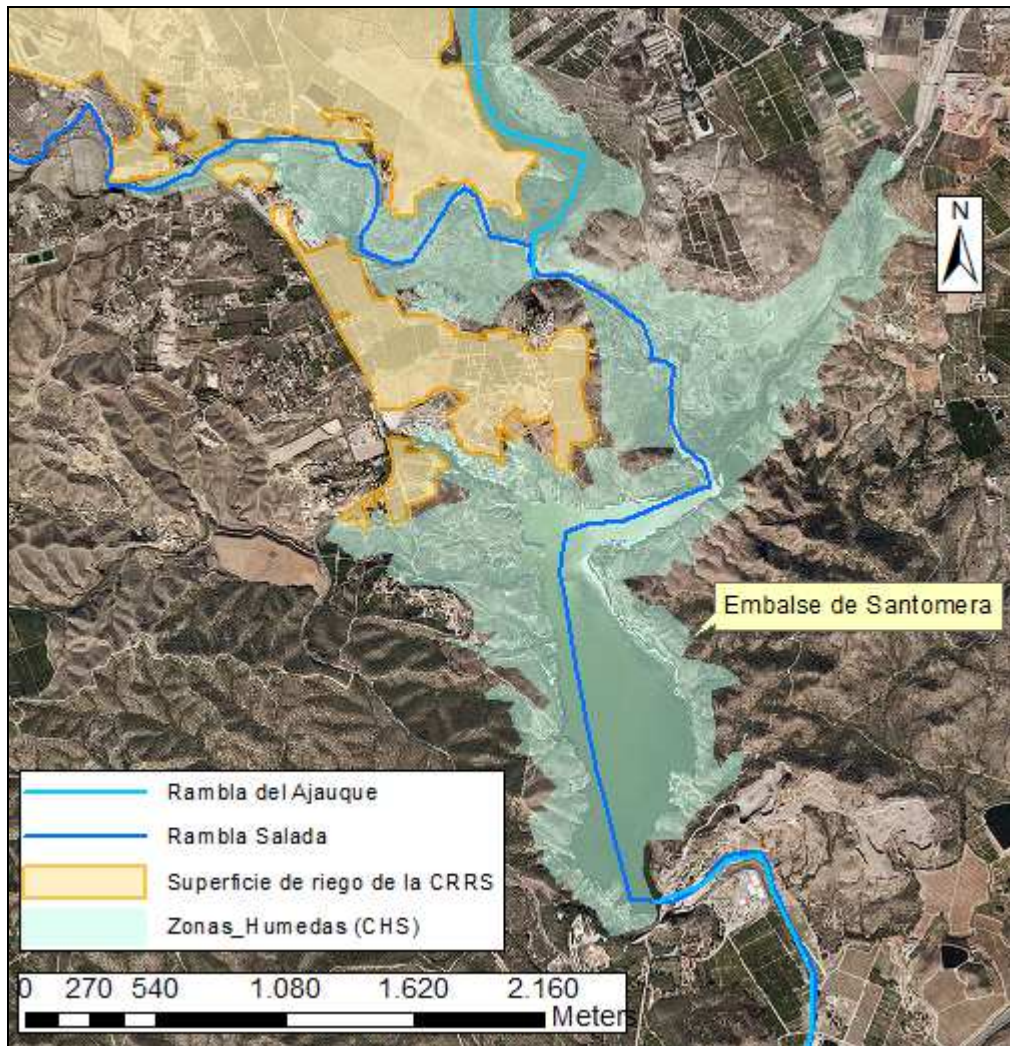 N
Embalse de Santomera
Rambla del Ajauque
Rambla Salada
Superficie de riego de la CRRS
Zonas_Humedas (CHS)
0 270 540 1.080 1.620 2.160
Meters